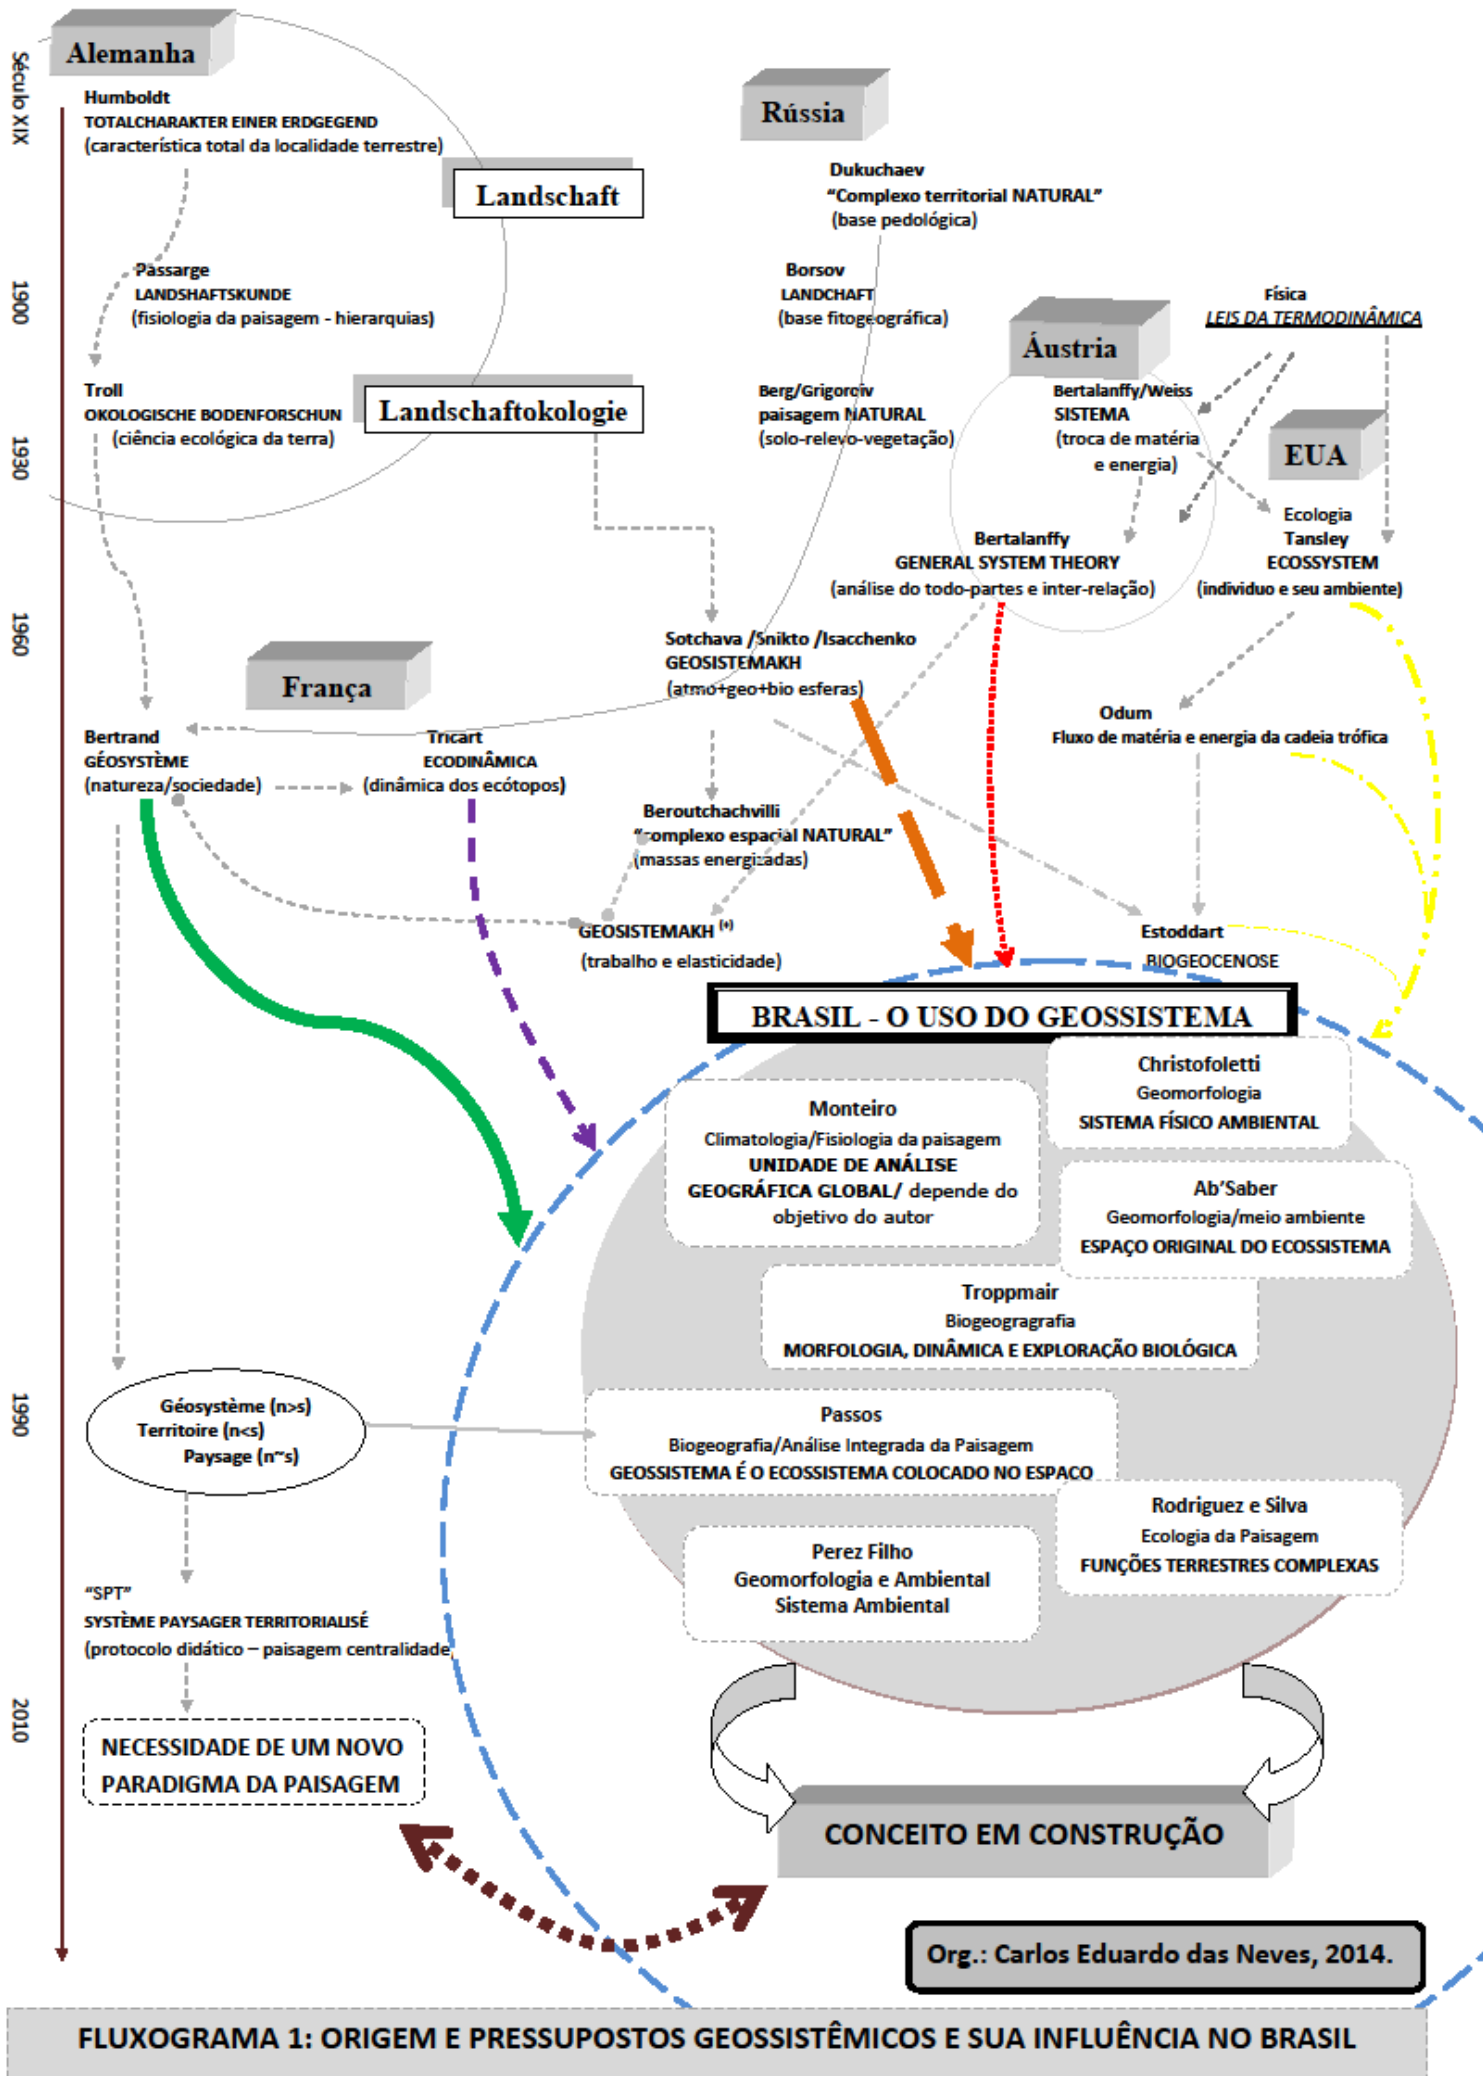 Século XIX
1900
1930
1960
1990
2010
Alemanha
Humboldt
TOTALCHARAKTER EINER ERDGEGEND
(característica total da localidade terrestre)
Landschaft
Passarge
LANDSHAFTSKUNDE
(fisiologia da paisagem - hierarquias)
Troll
OKOLOGISCHE BODENFORSCHUN
(ciência ecológica da terra)
Landschaftokologie
Rússia
Dukuchaev
“Complexo territorial NATURAL”
(base pedológica)
Borsov
LANDCHAFT
(base fitogeográfica)
Berg/Grigoroiv
paisagem NATURAL
(solo-relevo-vegetação)
Áustria
Bertalanffy/Weiss
SISTEMA
(troca de matéria
e energia)
Física
LEIS DA TERMODINÂMICA
EUA
Ecologia
Tansley
ECOSSYSTEM
(individuo e seu ambiente)
Bertalanffy
GENERAL SYSTEM THEORY
(análise do todo-partes e inter-relação)
Sotchava /Snikto /Isacchenko
GEOSISTEMAKH
(atmo+geo+bio esferas)
Odum
Fluxo de matéria e energia da cadeia trófica
França
Bertrand
GÉOSYSTÈME
(natureza/sociedade)
Tricart
ECODINÂMICA
(dinâmica dos ecótopos)
Beroutchachvilli
“complexo espacial NATURAL”
(massas energizadas)
GEOSISTEMAKH (+)
(trabalho e elasticidade)
Estoddart
BIOGEOCENOSE
BRASIL - O USO DO GEOSSISTEMA
Christofoletti
Geomorfologia
SISTEMA FÍSICO AMBIENTAL
Monteiro
Climatologia/Fisiologia da paisagem
UNIDADE DE ANÁLISE
GEOGRÁFICA GLOBAL/ depende do
objetivo do autor
Ab’Saber
Geomorfologia/meio ambiente
ESPAÇO ORIGINAL DO ECOSSISTEMA
Troppmair
Biogeogragrafia
MORFOLOGIA, DINÂMICA E EXPLORAÇÃO BIOLÓGICA
Passos
Biogeografia/Análise Integrada da Paisagem
GEOSSISTEMA É O ECOSSISTEMA COLOCADO NO ESPAÇO
Rodriguez e Silva
Ecologia da Paisagem
FUNÇÕES TERRESTRES COMPLEXAS
Perez Filho
Geomorfologia e Ambiental
Sistema Ambiental
Géosystème (n>s)
Territoire (n<s)
Paysage (n~s)
“SPT”
SYSTÈME PAYSAGER TERRITORIALISÉ
(protocolo didático – paisagem centralidade)
NECESSIDADE DE UM NOVO
PARADIGMA DA PAISAGEM
CONCEITO EM CONSTRUÇÃO
Org.: Carlos Eduardo das Neves, 2014.
FLUXOGRAMA 1: ORIGEM E PRESSUPOSTOS GEOSSISTÊMICOS E SUA INFLUÊNCIA NO BRASIL